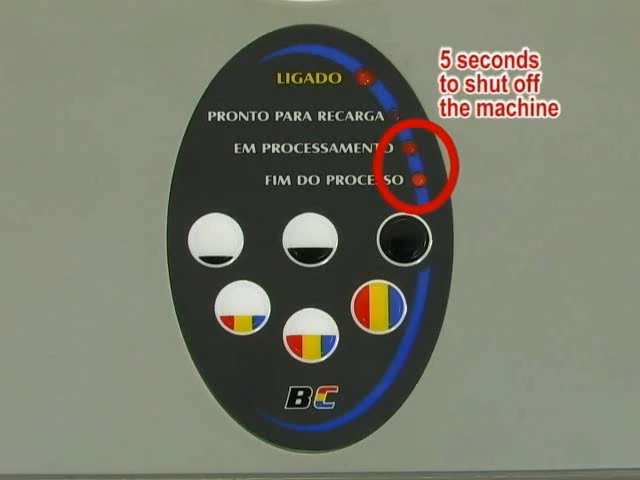 LIGADO
5 seconds
to shut off
the machine
PRONTO PARA RECARGA
EM PROCESSAMENTO
FIM DO PROCESSO
BC